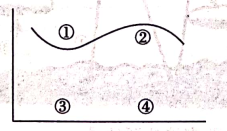 ① ②
③ ④